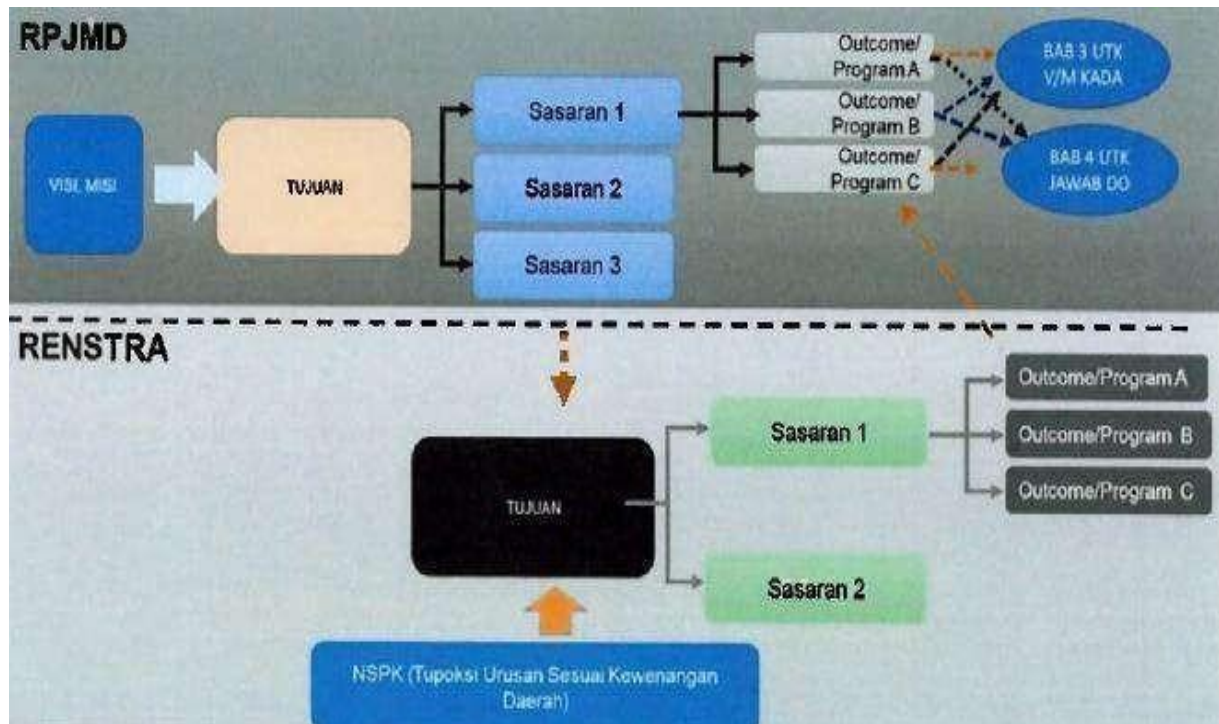 RPJMD
VISI, MISI
TUJUAN
Sasaran 1
Sasaran 2
Sasaran 3
Outcome/
Program A
Outcome/
Program B
Outcome/
Program C
BAB 3 UTK
V/M KADA
BAB 4 UTK
JAWAB DO
RENSTRA
TUJUAN
Sasaran 1
Sasaran 2
Outcome/Program A
Outcome/Program B
Outcome/Program C
NSPK (Tupoksi Urusan Sesuai Kewenangan
Daerah)